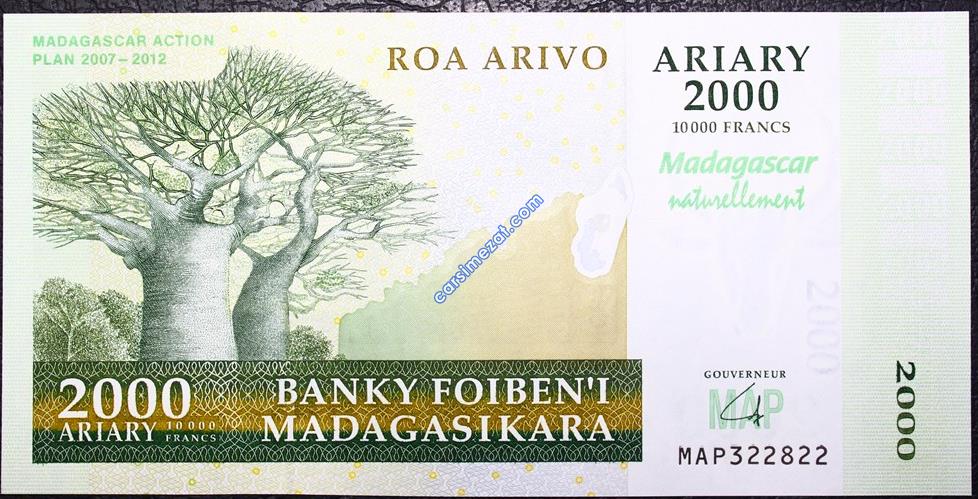 MADAGASCAR ACTION
PLAN 2007–2012
ROA ARIVO
ARIARY
2000
10000 FRANCS
Madagascar
naturellement
carsimezat.com
2000
GOUVERNEUR
MAP
MAP322822
2000
2000
ARIARY 10000
FRANCS
BANKY FOIBEN'I
MADAGASIKARA